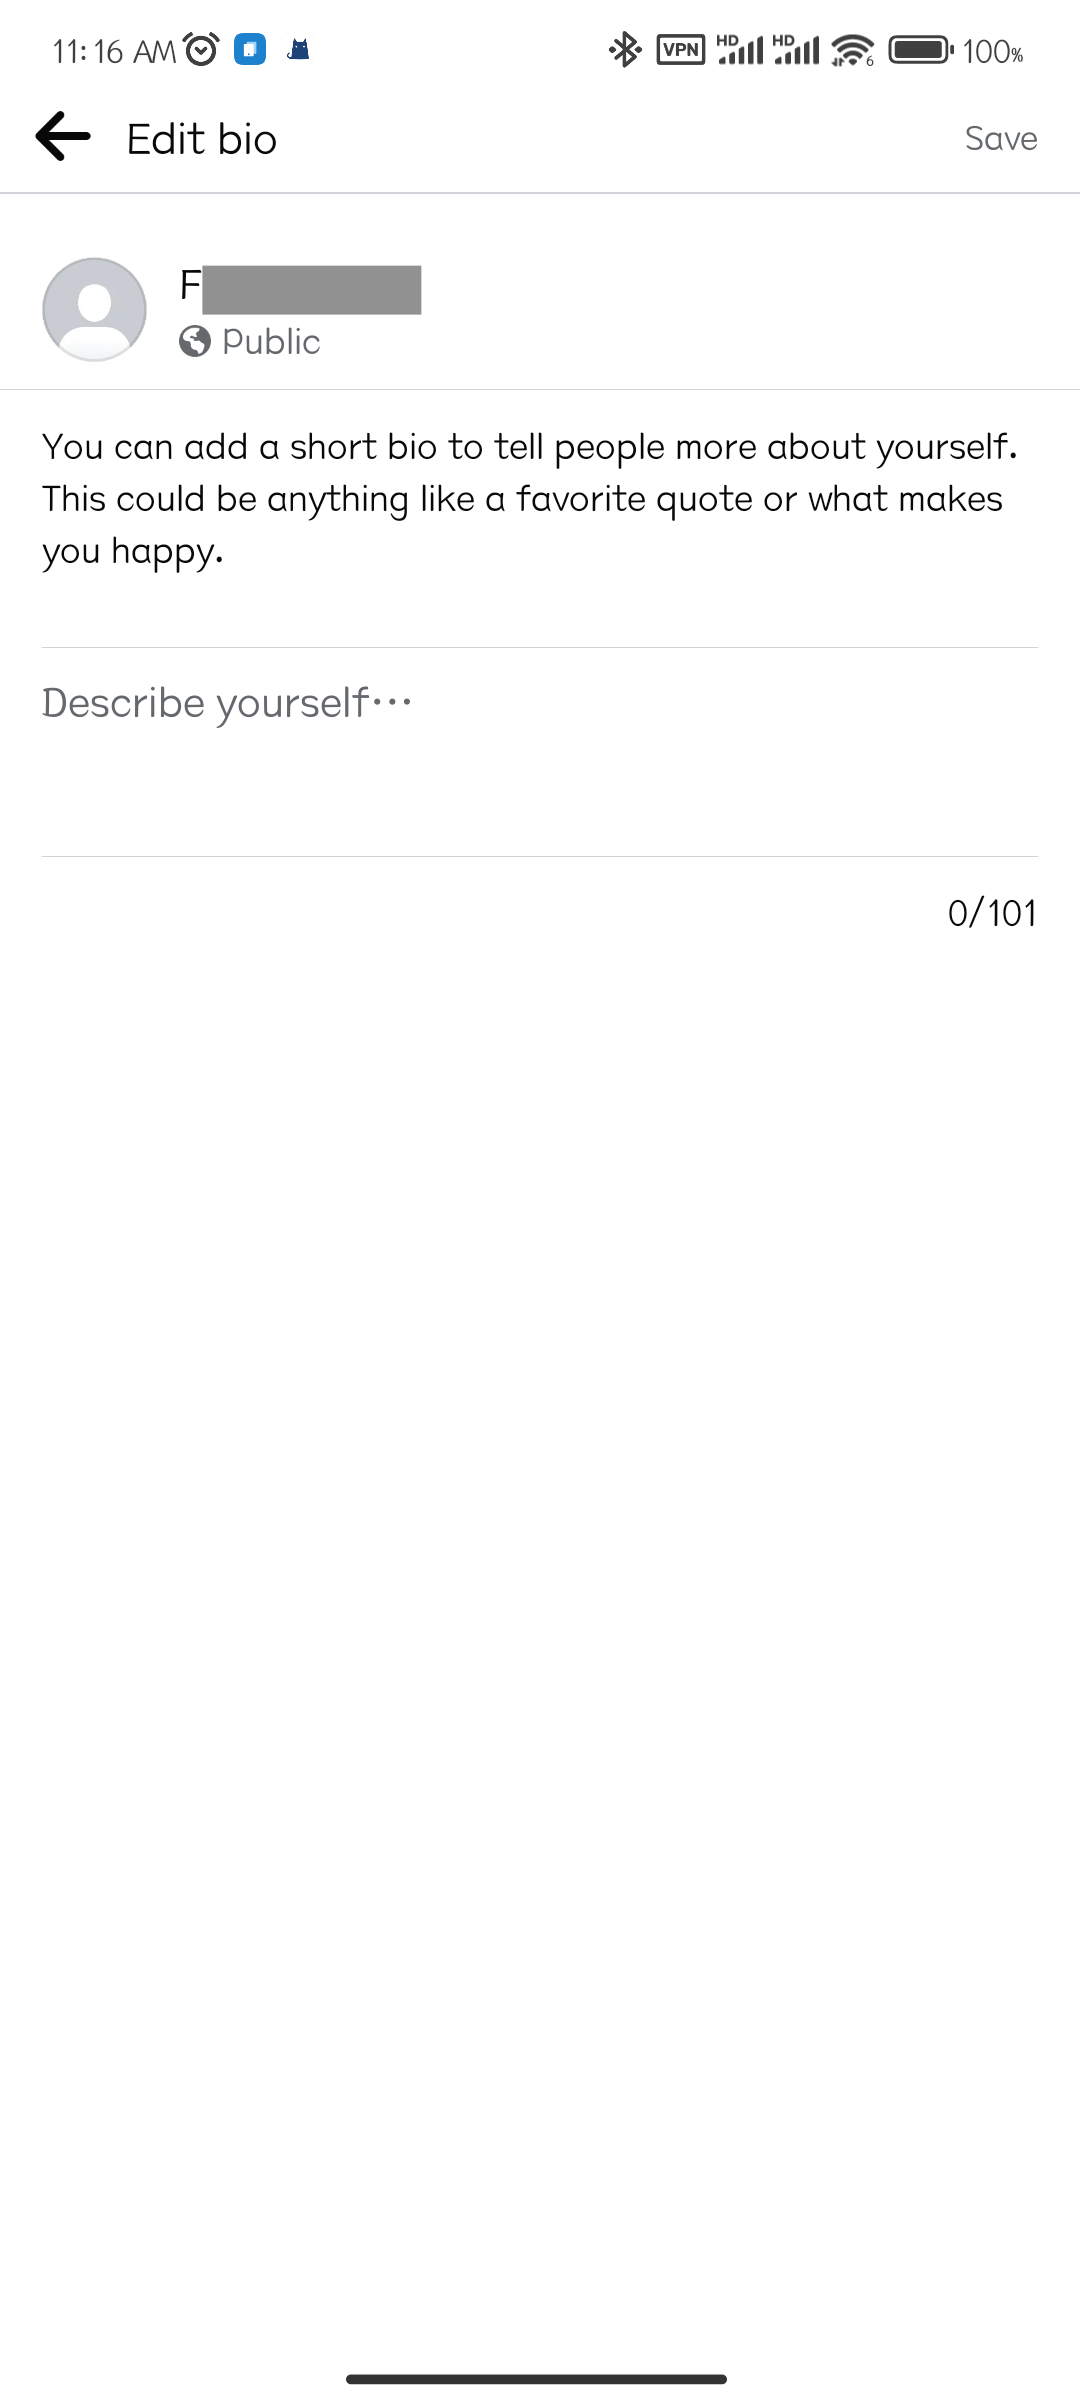 11:16 AM
VPN HD HD 6 100%
Edit bio
Save
F
Public
You can add a short bio to tell people more about yourself.
This could be anything like a favorite quote or what makes
you happy.
Describe yourself…
0/101